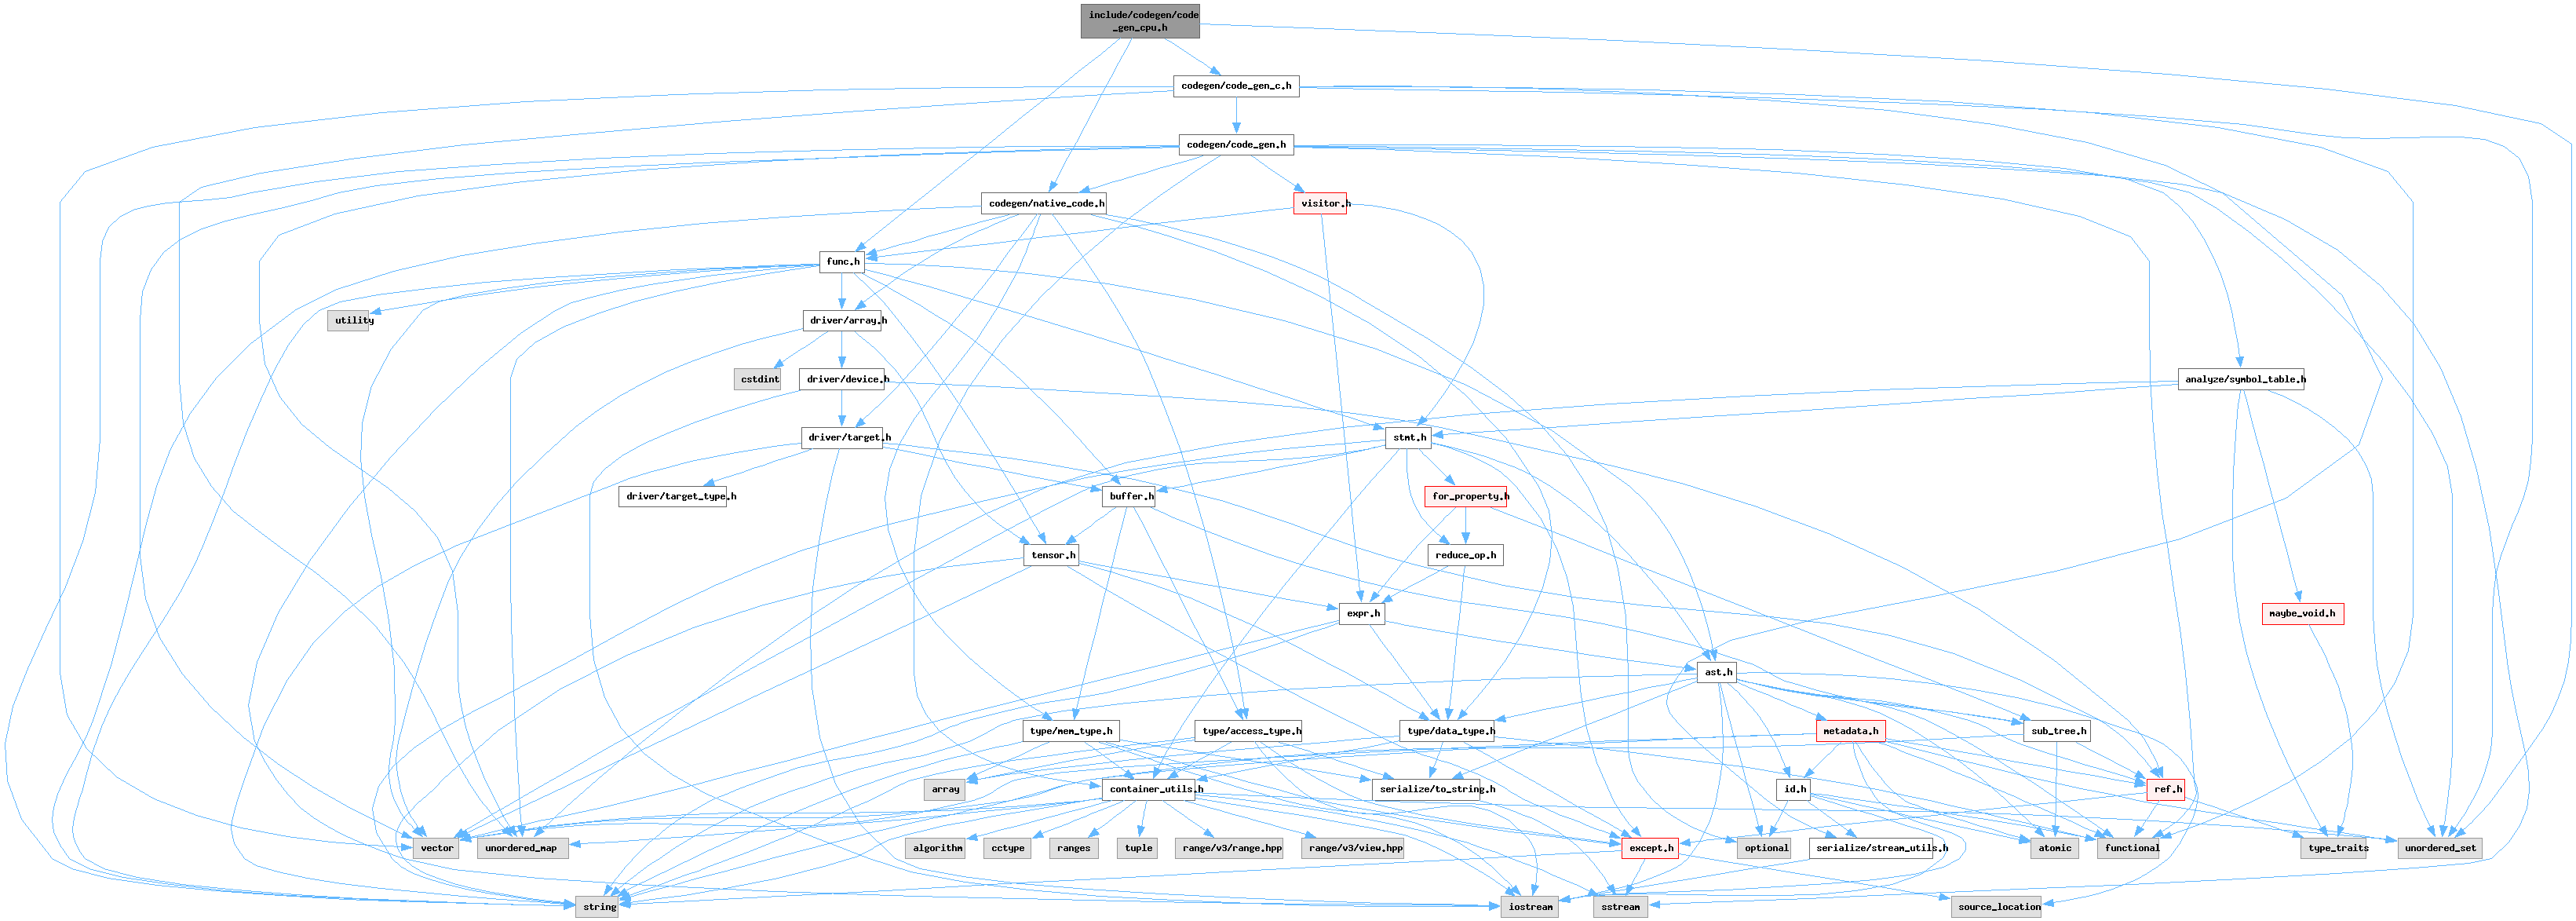 include/codegen/code
_gen_cpu.h
codegen/code_gen_c.h
codegen/code_gen.h
codegen/native_code.h
visitor.h
func.h
utility
driver/array.h
cstdint
driver/device.h
analyze/symbol_table.h
driver/target.h
stmt.h
driver/target_type.h
buffer.h
for_property.h
tensor.h
reduce_op.h
expr.h
maybe_void.h
ast.h
type/mem_type.h
type/access_type.h
type/data_type.h
metadata.h
sub_tree.h
array
container_utils.h
serialize/to_string.h
id.h
ref.h
vector
unordered_map
algorithm
cctype
ranges
tuple
range/v3/range.hpp
range/v3/view.hpp
except.h
optional
serialize/stream_utils.h
atomic
functional
type_traits
unordered_set
string
iostream
sstream
source_location